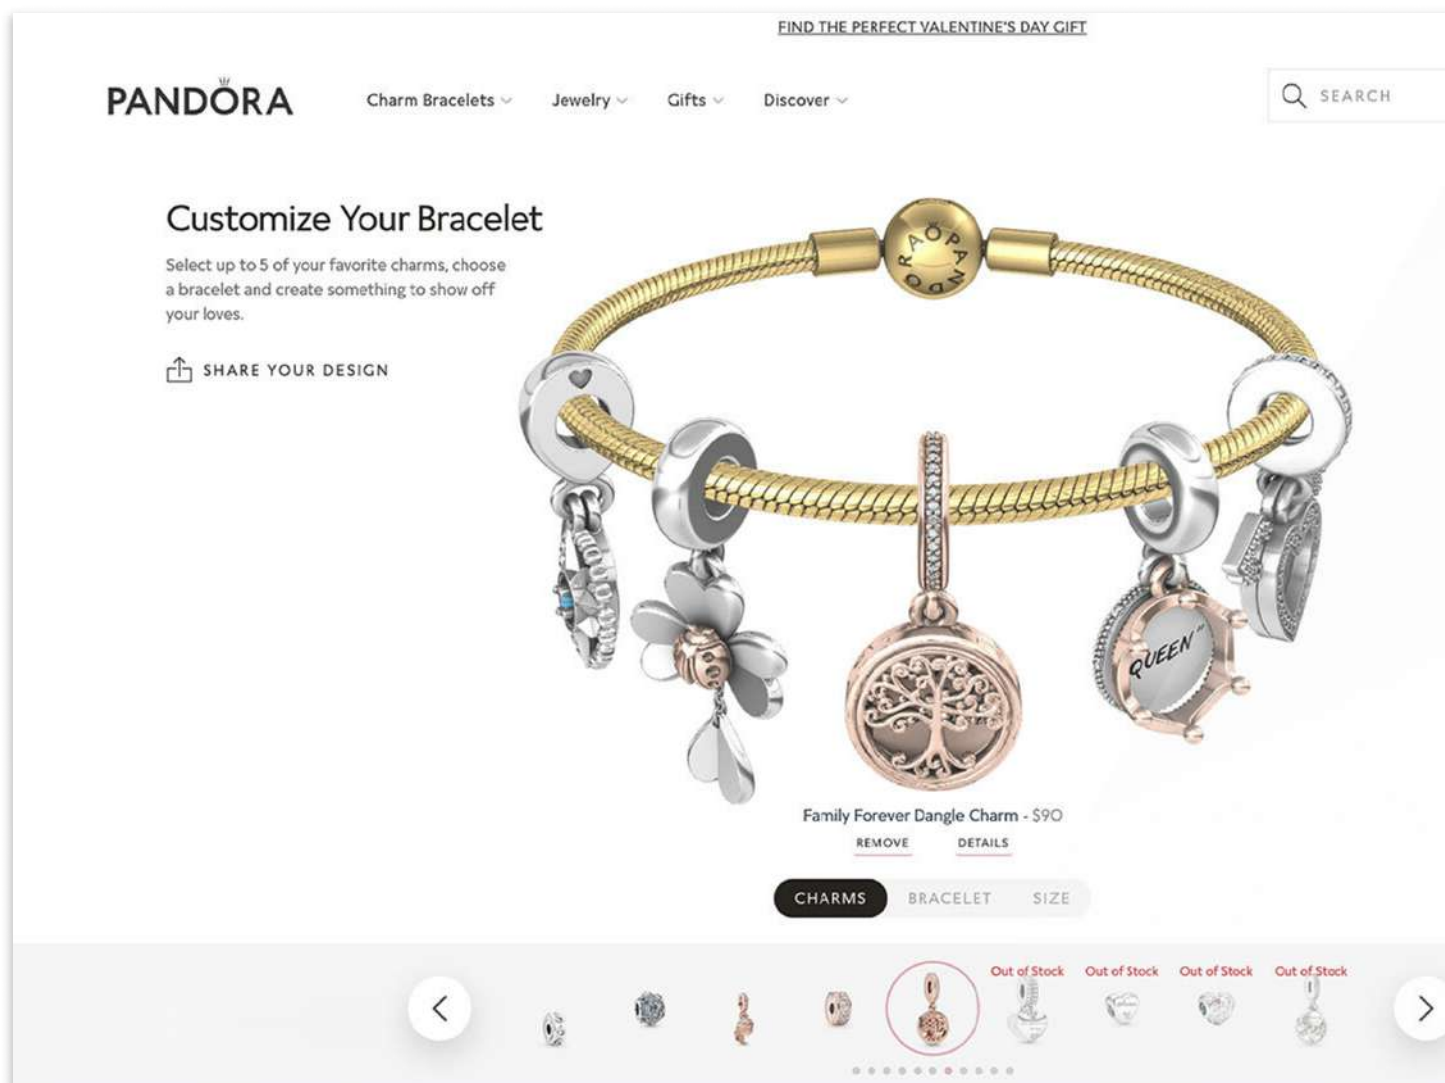 FIND THE PERFECT VALENTINE'S DAY GIFT
PANDORA
Charm Bracelets
Jewelry
Gifts
Discover
SEARCH
Customize Your Bracelet
Select up to 5 of your favorite charms, choose
a bracelet and create something to show off
your loves.
SHARE YOUR DESIGN
PANDORA
QUEEN
Family Forever Dangle Charm - $90
REMOVE DETAILS
CHARMS BRACELET SIZE
Out of Stock Out of Stock Out of Stock Out of Stock